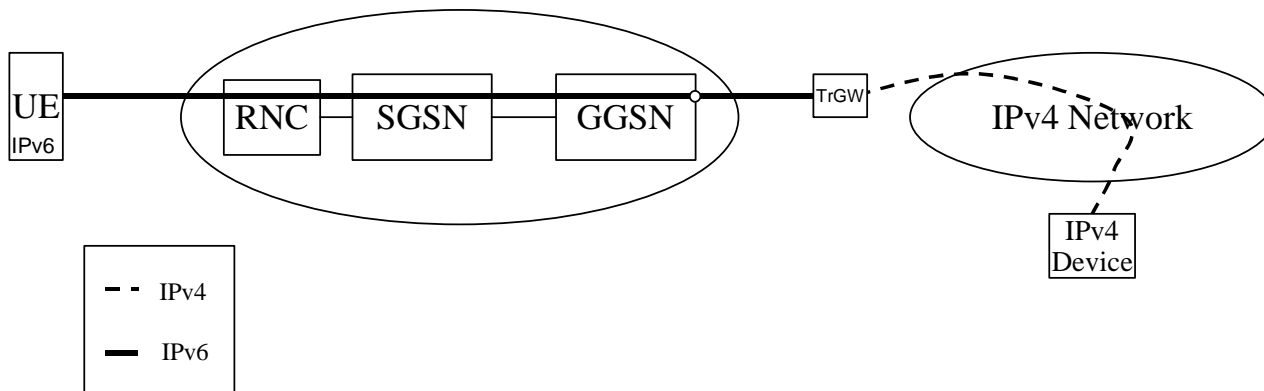 UE
IPv6
RNC
SGSN
GGSN
TrGW
IPv4 Network
IPv4
Device
IPv4
IPv6